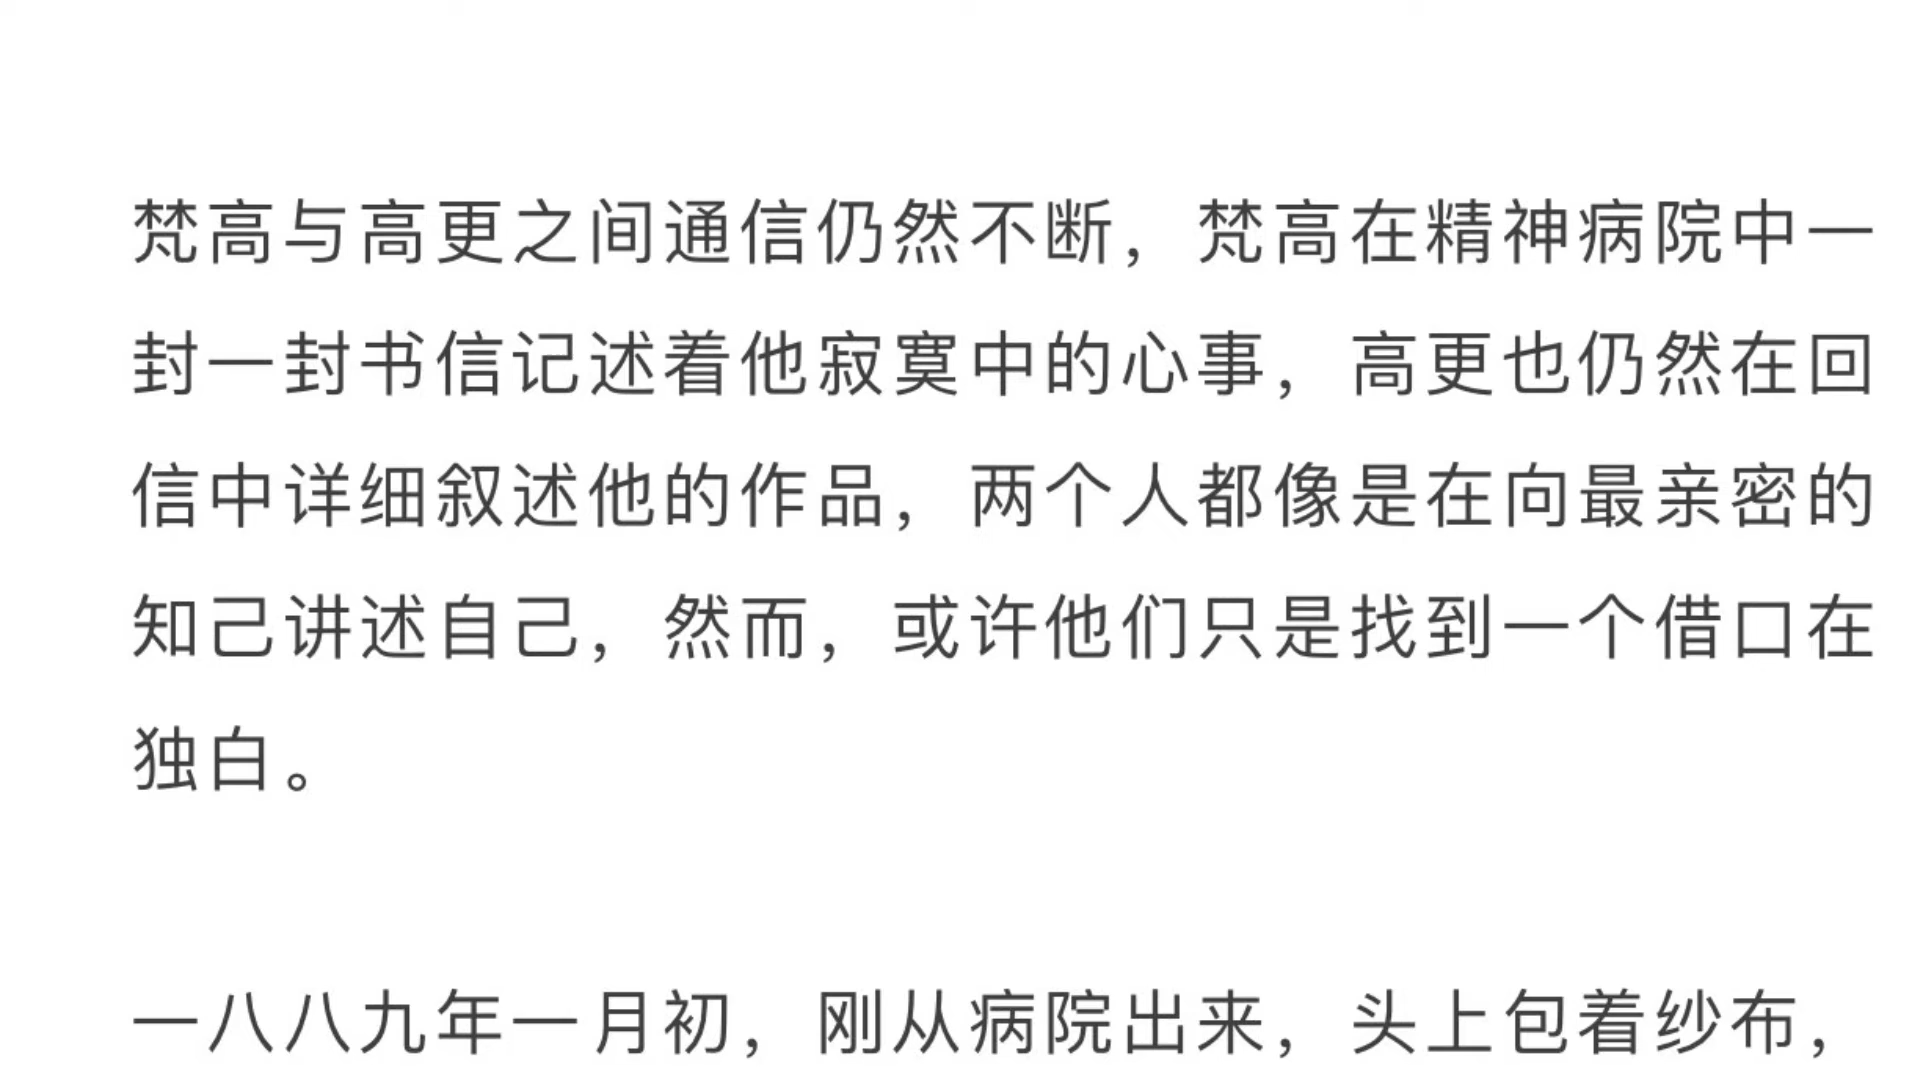 梵高与高更之间通信仍然不断，梵高在精神病院中一
封一封书信记述着他寂寞中的心事，高更也仍然在回
信中详细叙述他的作品，两个人都像是在向最亲密的
知己讲述自己，然而，或许他们只是找到一个借口在
独白。
一八八九年一月初，刚从病院出来，头上包着纱布，